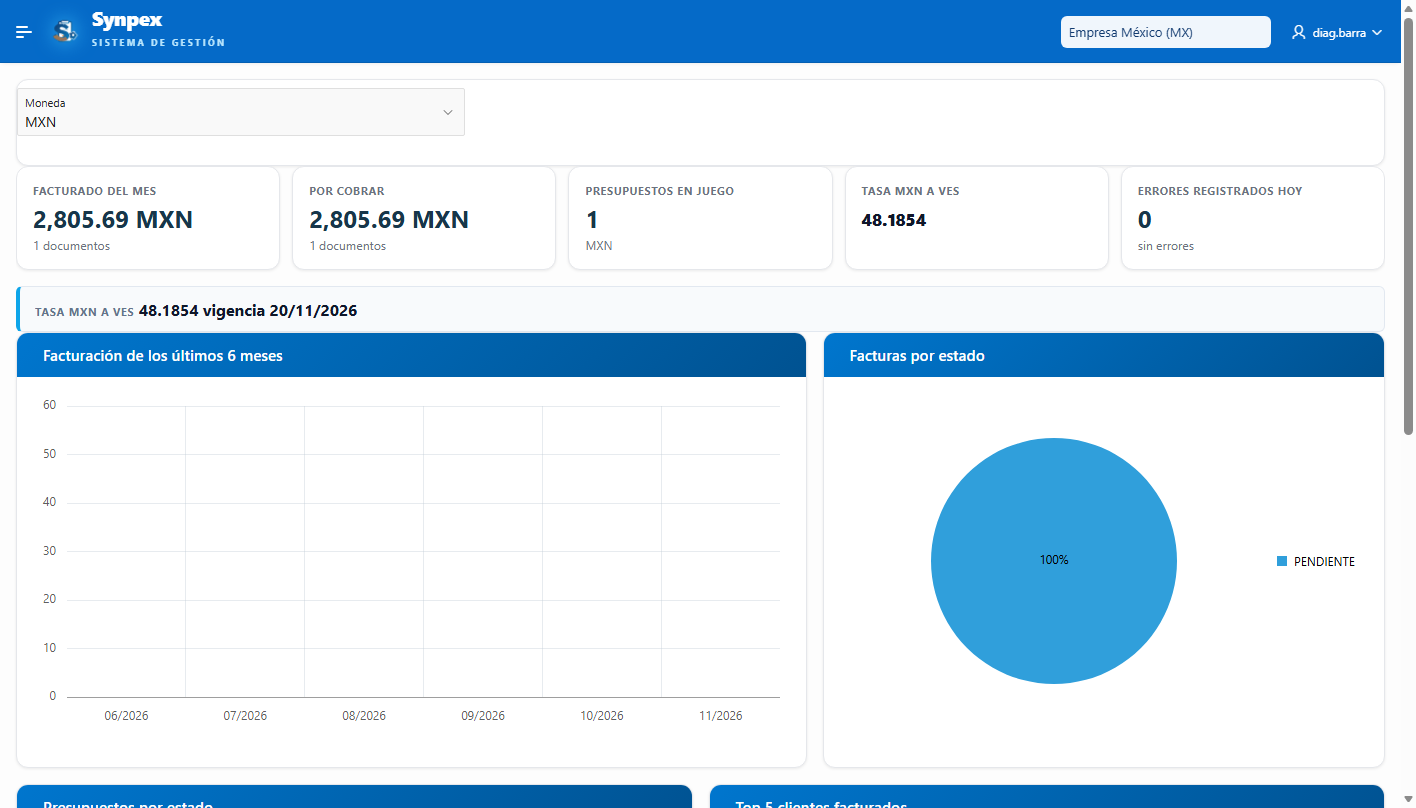 Synpex
SISTEMA DE GESTIÓN
Empresa México (MX)
diag.barra
Moneda
MXN
FACTURADO DEL MES
2,805.69 MXN
1 documentos
POR COBRAR
2,805.69 MXN
1 documentos
PRESUPUESTOS EN JUEGO
1
MXN
TASA MXN A VES
48.1854
ERRORES REGISTRADOS HOY
0
sin errores
TASA MXN A VES 48.1854 vigencia 20/11/2026
Facturación de los últimos 6 meses
60
50
40
30
20
10
0
06/2026
07/2026
08/2026
09/2026
10/2026
11/2026
Facturas por estado
100%
PENDIENTE
Presupuestos por estado
Top 5 clientes facturados